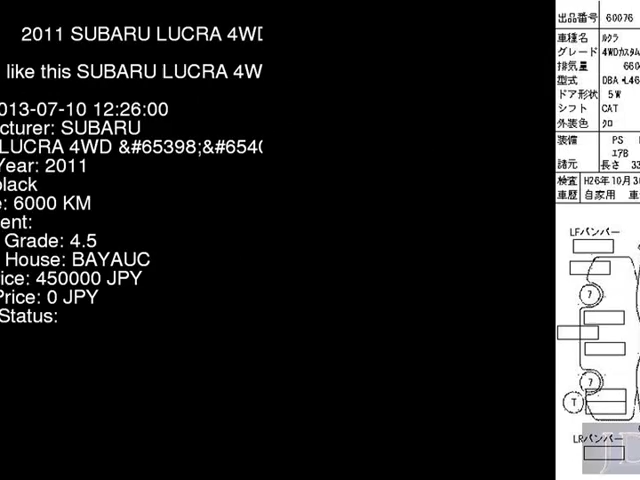 2011 SUBARU LUCRA 4WD
like this SUBARU LUCRA 4W
013-07-10 12:26:00
cturer: SUBARU
LUCRA 4WD &#65398;&#640
Year: 2011
black
e: 6000 KM
ent:
Grade: 4.5
House: BAYAUC
rice: 450000 JPY
Price: 0 JPY
Status:
出品番号 60076
車種名 ルクラ
グレード 4WDカスタム
排気量 660
型式 DBA-L46
ドア形状 5W
シフト CAT
外装色 クロ
装備 PS
エアB
諸元 長さ 33
検査 H26年10月30
車歴 自家用 車
LFバンパー
7
7
T
LRバンパー
JD